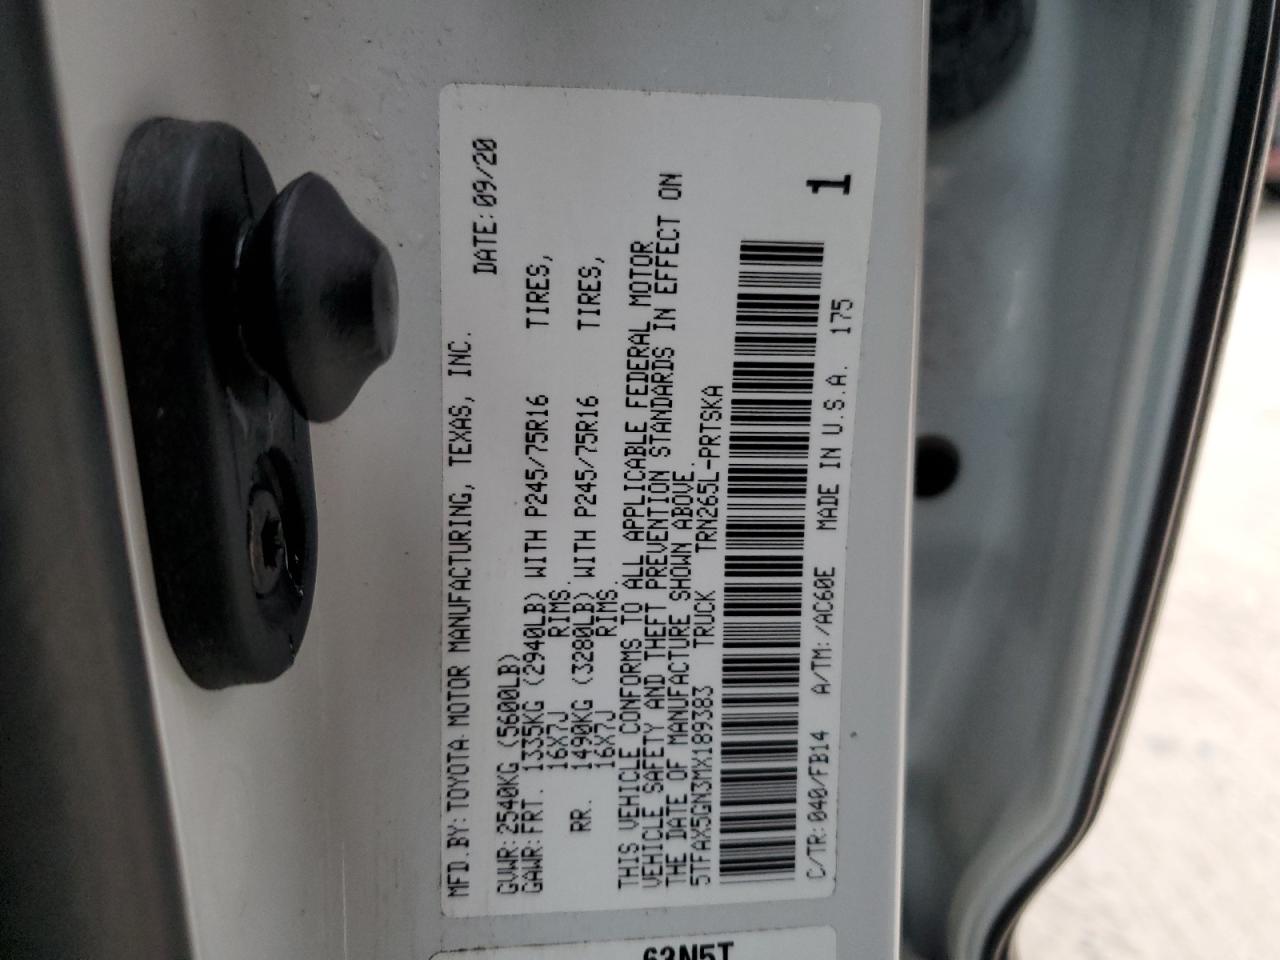 MFD.BY:TOYOTA MOTOR MANUFACTURING, TEXAS, INC.
DATE:09/20
GVWR:2540KG (5600LB)
GAWR:FRT. 1335KG (2940LB) WITH P245/75R16 TIRES,
16X7J RIMS.
RR. 1490KG (3280LB) WITH P245/75R16 TIRES,
16X7J RIMS.
THIS VEHICLE CONFORMS TO ALL APPLICABLE FEDERAL MOTOR
VEHICLE SAFETY AND THEFT PREVENTION STANDARDS IN EFFECT ON
THE DATE OF MANUFACTURE SHOWN ABOVE.
5TFAX5GN3MX189383 TRUCK TRN265L-PRTSKA
1
C/TR:040/FB14 A/TM:/AC60E MADE IN U.S.A. 175
63N5T